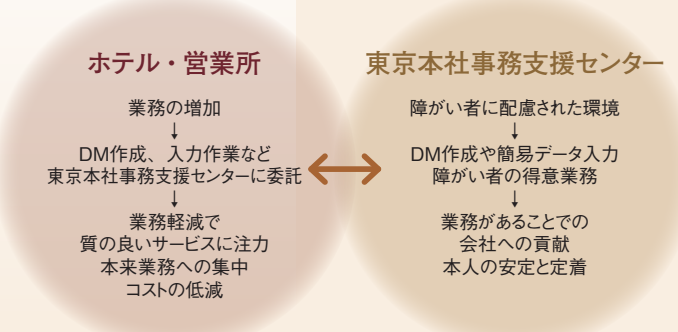 ホテル・営業所
業務の増加
↓
DM作成、入力作業など
東京本社事務支援センターに委託
↓
業務軽減で
質の良いサービスに注力
本来業務への集中
コストの低減
東京本社事務支援センター
障がい者に配慮された環境
↓
DM作成や簡易データ入力
障がい者の得意業務
↓
業務があることでの
会社への貢献
本人の安定と定着